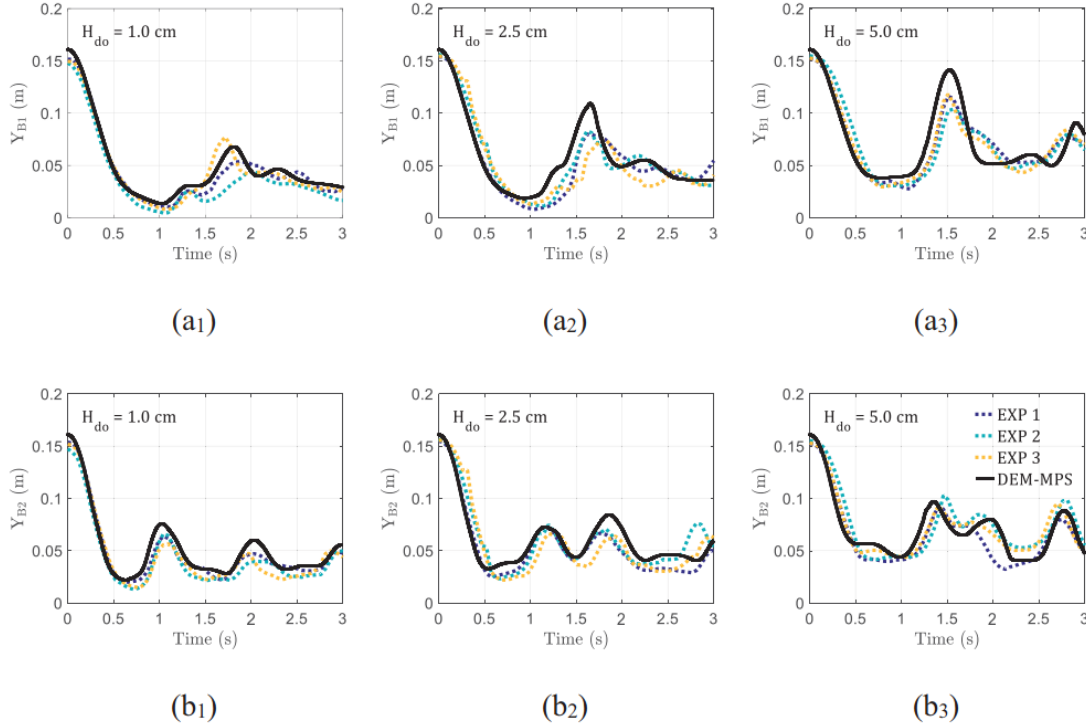 H_do = 1.0 cm
0.2
0.15
0.1
0.05
0
Y_B1 (m)
0 0.5 1 1.5 2 2.5 3
Time (s)
(a₁)
H_do = 2.5 cm
0.2
0.15
0.1
0.05
0
Y_B1 (m)
0 0.5 1 1.5 2 2.5 3
Time (s)
(a₂)
H_do = 5.0 cm
0.2
0.15
0.1
0.05
0
Y_B1 (m)
0 0.5 1 1.5 2 2.5 3
Time (s)
(a₃)
H_do = 1.0 cm
0.2
0.15
0.1
0.05
0
Y_B2 (m)
0 0.5 1 1.5 2 2.5 3
Time (s)
(b₁)
H_do = 2.5 cm
0.2
0.15
0.1
0.05
0
Y_B2 (m)
0 0.5 1 1.5 2 2.5 3
Time (s)
(b₂)
H_do = 5.0 cm
EXP 1
EXP 2
EXP 3
DEM-MPS
0.2
0.15
0.1
0.05
0
Y_B2 (m)
0 0.5 1 1.5 2 2.5 3
Time (s)
(b₃)